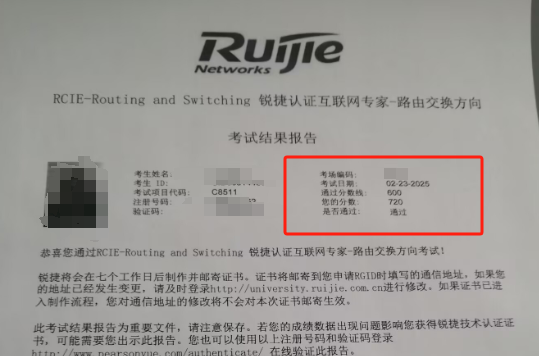 Ruijie
Networks
RCIE-Routing and Switching 锐捷认证互联网专家-路由交换方向
考试结果报告
考生姓名:
考生 ID:
考试项目代码: C8511
注册号码:
验证码:
考场编码:
考试日期: 02-23-2025
通过分数线: 600
您的分数: 720
是否通过: 通过
恭喜您通过RCIE-Routing and Switching 锐捷认证互联网专家-路由交换方向考试!
锐捷将会在七个工作日后制作并邮寄证书。证书将邮寄到您申请RGID时填写的通信地址，如果您
的地址已经发生变更，请及时登录http://university.ruijie.com.cn进行修改，如果证书已进
入制作流程，您对通信地址的修改将不会对本次证书邮寄生效。
此考试结果报告为重要文件，请注意保存。若您的成绩数据出现问题影响您获得锐捷技术认证证
书，可能需要您出示此报告。您也可以使用以上注册号码和验证码登录
http://www.pearsonvue.com/authenticate/ 在线验证此报告。